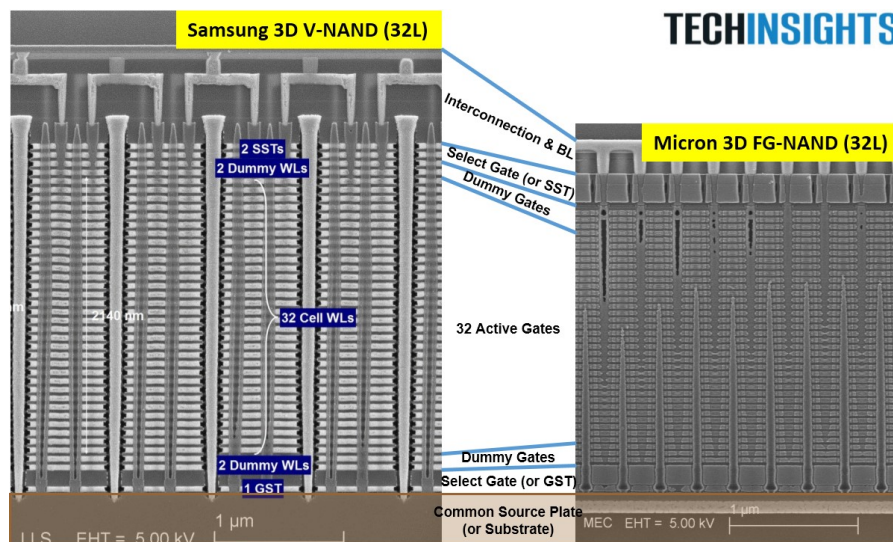 Samsung 3D V-NAND (32L)
TECHINSIGHTS
Interconnection & BL
Micron 3D FG-NAND (32L)
2 SSTs
2 Dummy WLs
Select Gate (or SST)
Dummy Gates
2140 nm
32 Cell WLs
32 Active Gates
2 Dummy WLs
Dummy Gates
1 GST
Select Gate (or GST)
Common Source Plate
(or Substrate)
1 µm
EHT = 5.00 kV
1 µm
MEC EHT = 5.00 kV